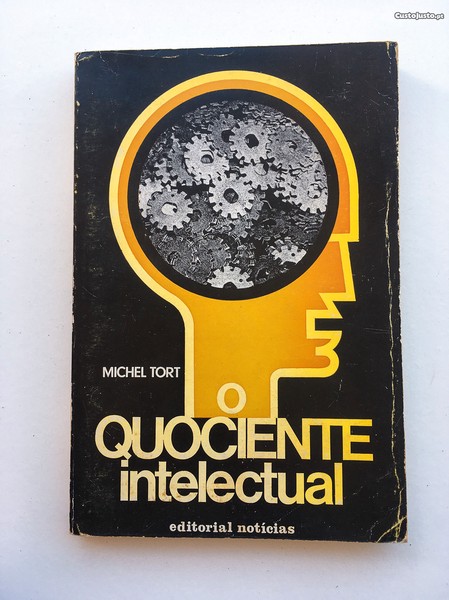 CustoJusto.pt
MICHEL TORT
O
QUOCIENTE
intelectual
editorial notícias